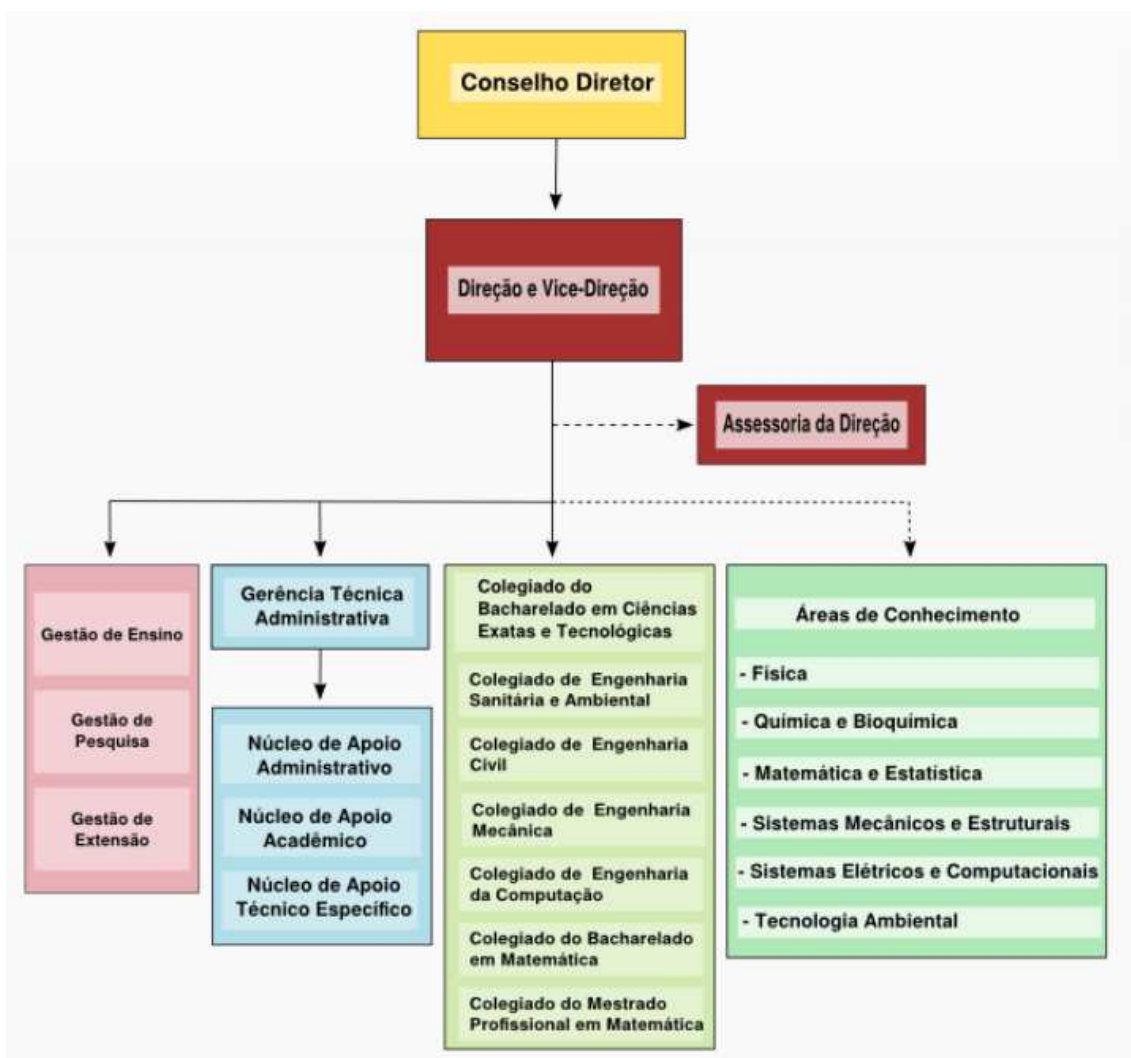 Conselho Diretor
Direção e Vice-Direção
Assessoria da Direção
Gestão de Ensino
Gestão de
Pesquisa
Gestão de
Extensão
Gerência Técnica
Administrativa
Núcleo de Apoio
Administrativo
Núcleo de Apoio
Acadêmico
Núcleo de Apoio
Técnico Específico
Colegiado do
Bacharelado em Ciências
Exatas e Tecnológicas
Colegiado de Engenharia
Sanitária e Ambiental
Colegiado de Engenharia
Civil
Colegiado de Engenharia
Mecânica
Colegiado de Engenharia
da Computação
Colegiado do Bacharelado
em Matemática
Colegiado do Mestrado
Profissional em Matemática
Áreas de Conhecimento
- Física
- Química e Bioquímica
- Matemática e Estatística
- Sistemas Mecânicos e Estruturais
- Sistemas Elétricos e Computacionais
- Tecnologia Ambiental